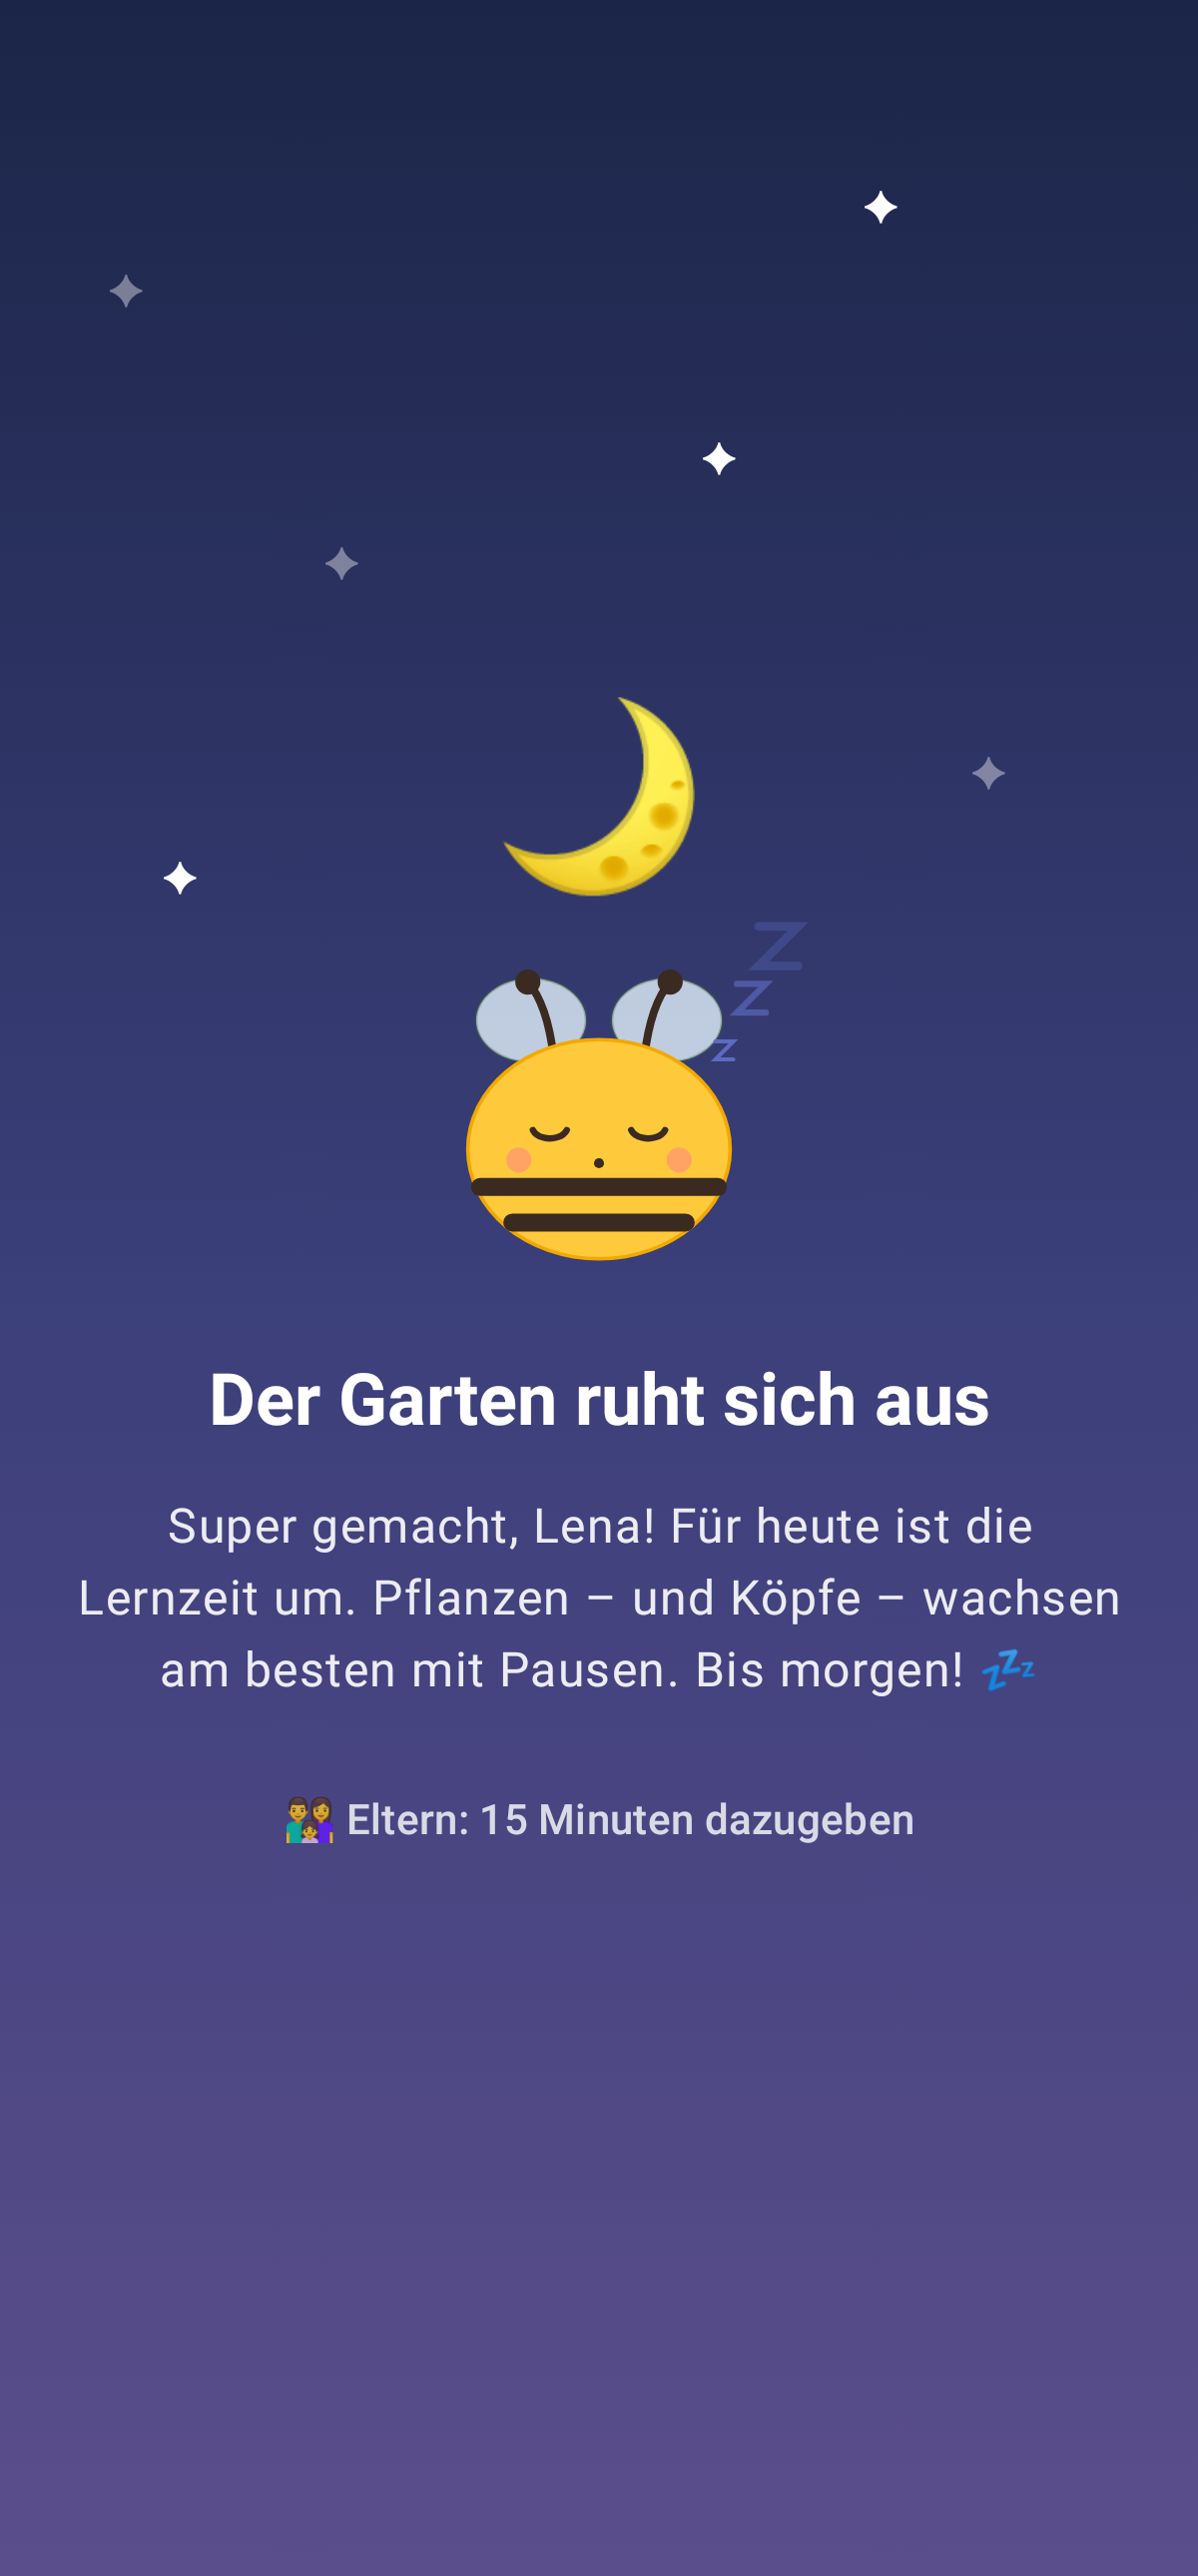 Der Garten ruht sich aus
Super gemacht, Lena! Für heute ist die
Lernzeit um. Pflanzen – und Köpfe – wachsen
am besten mit Pausen. Bis morgen! 💤
👨‍👩‍👧 Eltern: 15 Minuten dazugeben